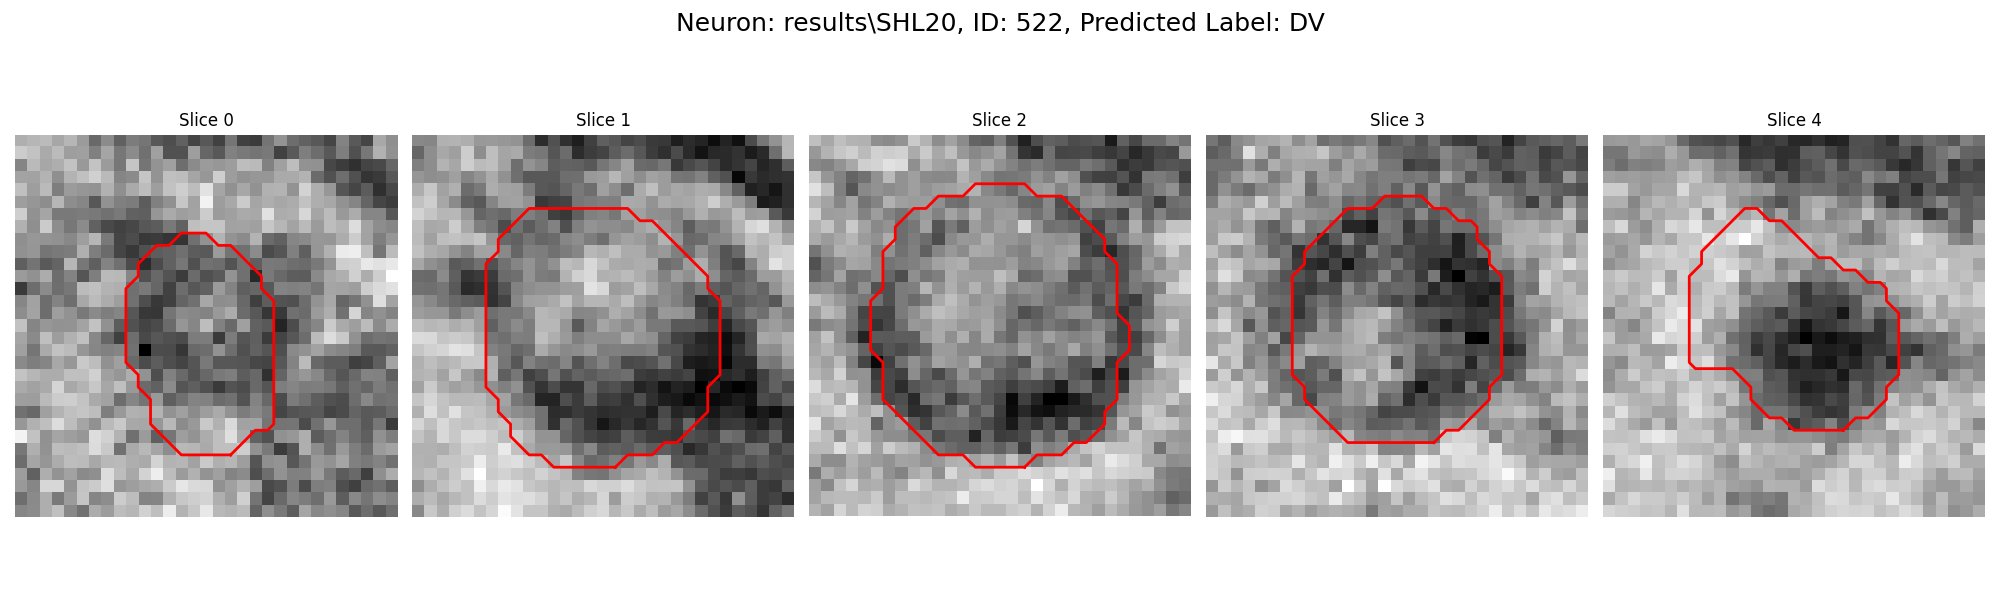 Neuron: results\SHL20, ID: 522, Predicted Label: DV
Slice 0
Slice 1
Slice 2
Slice 3
Slice 4